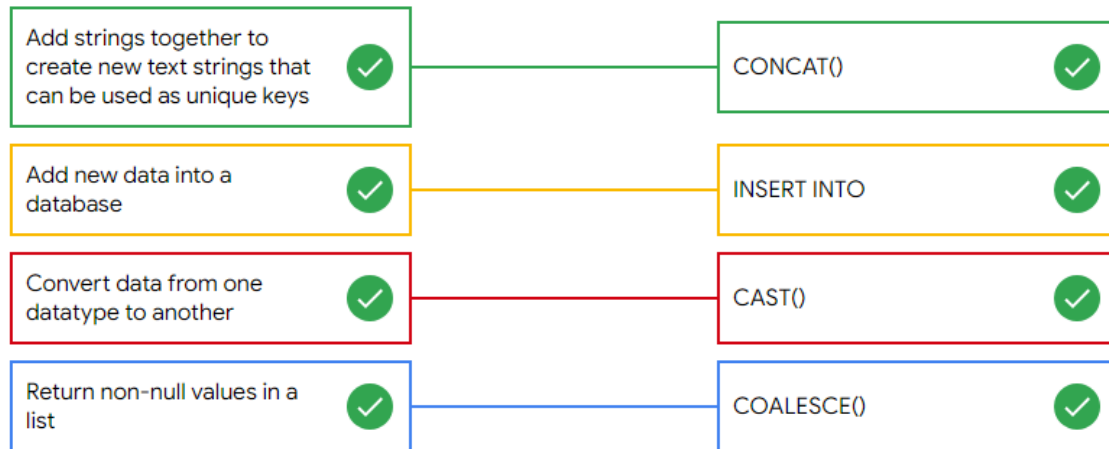 Add strings together to
create new text strings that
can be used as unique keys
CONCAT()
Add new data into a
database
INSERT INTO
Convert data from one
datatype to another
CAST()
Return non-null values in a
list
COALESCE()